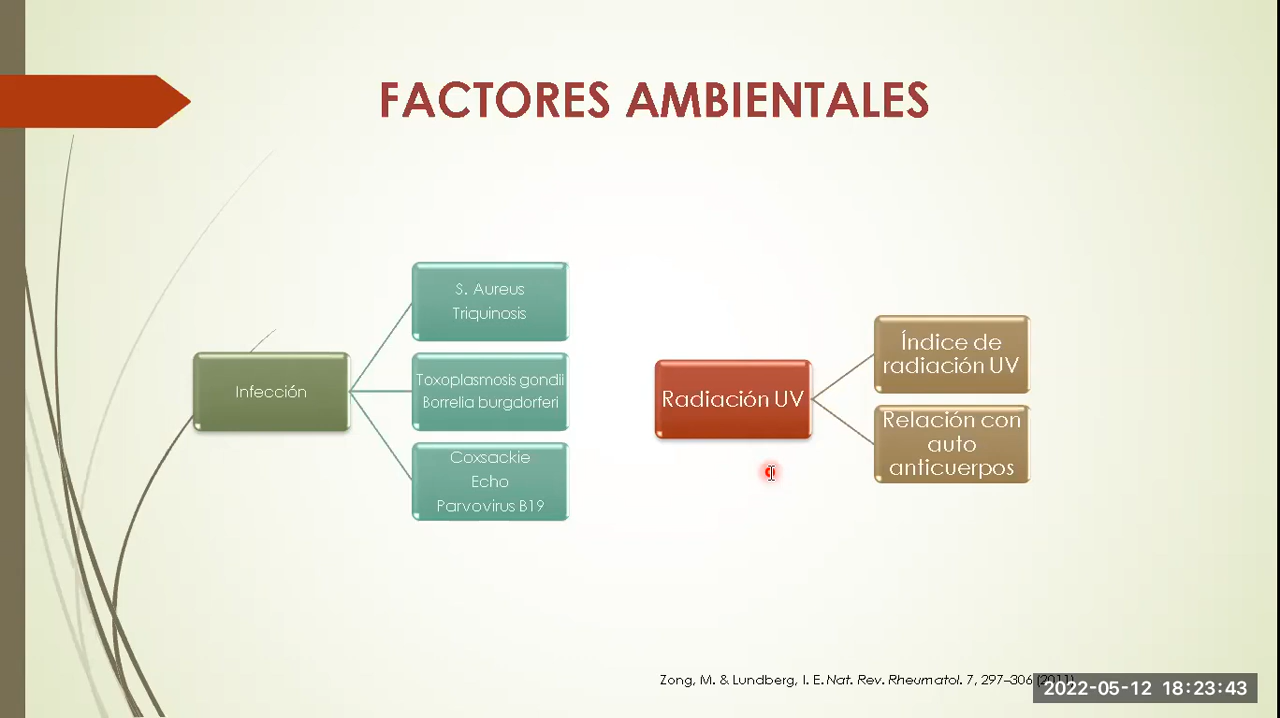 FACTORES AMBIENTALES
Infección
S. Aureus
Triquinosis
Toxoplasmosis gondii
Borrelia burgdorferi
Coxsackie
Echo
Parvovirus B19
Radiación UV
Índice de
radiación UV
Relación con
auto
anticuerpos
Zong, M. & Lundberg, I. E. Nat. Rev. Rheumatol. 7, 297–306 (2011)
2022-05-12 18:23:43